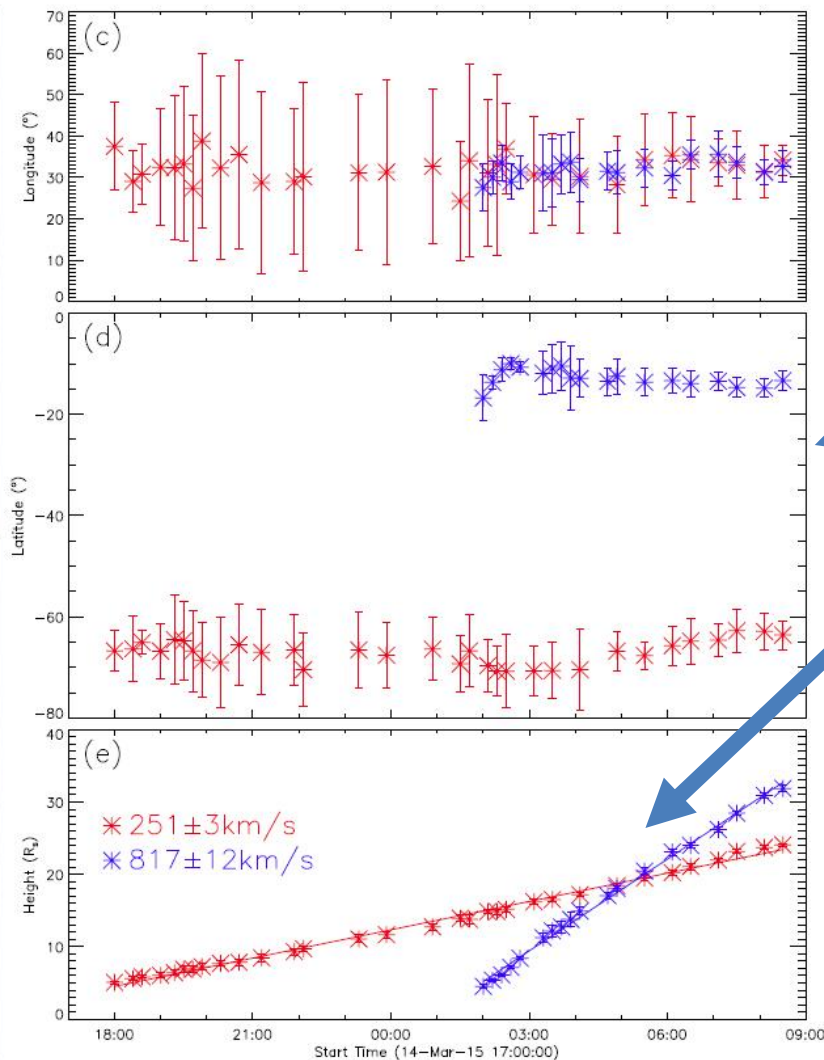 (c)
70
60
50
40
30
20
10
0
Longitude (°)
(d)
0
−20
−40
−60
−80
Latitude (°)
(e)
40
30
20
10
0
Height (Rs)
251±3km/s
817±12km/s
18:00 21:00 00:00 03:00 06:00 09:00
Start Time (14−Mar−15 17:00:00)